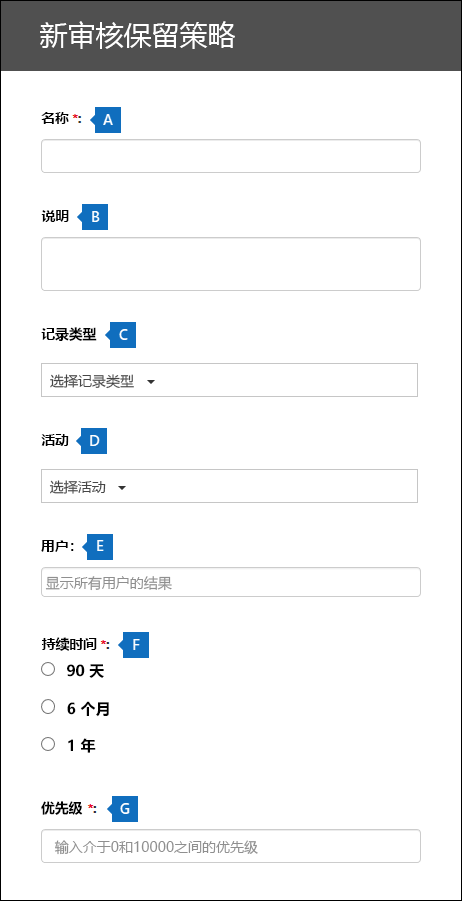 新审核保留策略
名称 *: A
说明 B
记录类型 C
选择记录类型
活动 D
选择活动
用户: E
显示所有用户的结果
持续时间 *: F
90 天
6 个月
1 年
优先级 *: G
输入介于0和10000之间的优先级